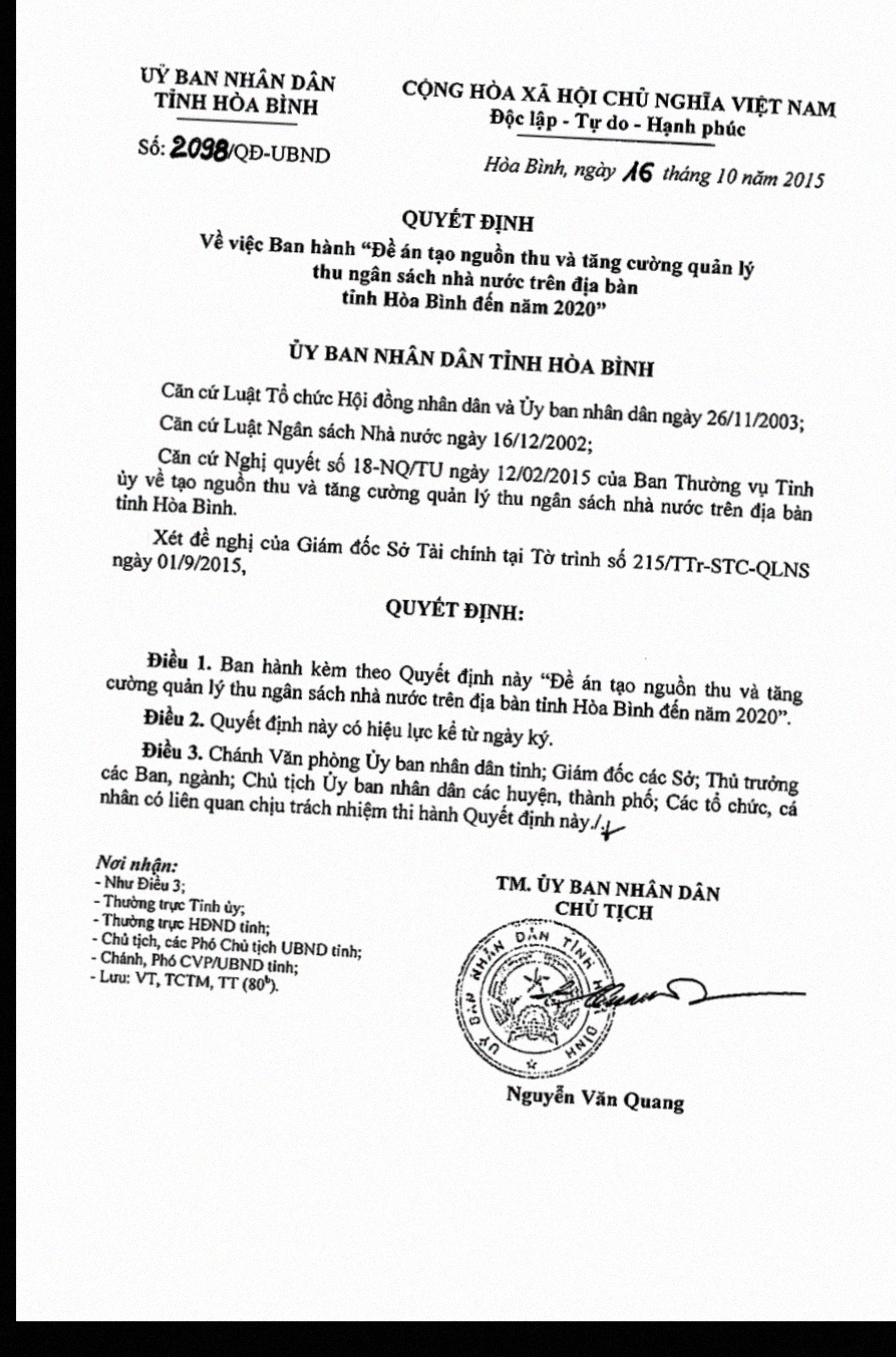 UỶ BAN NHÂN DÂN
TỈNH HÒA BÌNH
Số: 2098/QĐ-UBND
CỘNG HÒA XÃ HỘI CHỦ NGHĨA VIỆT NAM
Độc lập - Tự do - Hạnh phúc
Hòa Bình, ngày 16 tháng 10 năm 2015
QUYẾT ĐỊNH
Về việc Ban hành “Đề án tạo nguồn thu và tăng cường quản lý
thu ngân sách nhà nước trên địa bàn
tỉnh Hòa Bình đến năm 2020”
ỦY BAN NHÂN DÂN TỈNH HÒA BÌNH
Căn cứ Luật Tổ chức Hội đồng nhân dân và Ủy ban nhân dân ngày 26/11/2003;
Căn cứ Luật Ngân sách Nhà nước ngày 16/12/2002;
Căn cứ Nghị quyết số 18-NQ/TU ngày 12/02/2015 của Ban Thường vụ Tỉnh
ủy về tạo nguồn thu và tăng cường quản lý thu ngân sách nhà nước trên địa bàn
tỉnh Hòa Bình.
Xét đề nghị của Giám đốc Sở Tài chính tại Tờ trình số 215/TTr-STC-QLNS
ngày 01/9/2015,
QUYẾT ĐỊNH:
Điều 1. Ban hành kèm theo Quyết định này “Đề án tạo nguồn thu và tăng
cường quản lý thu ngân sách nhà nước trên địa bàn tỉnh Hòa Bình đến năm 2020”.
Điều 2. Quyết định này có hiệu lực kể từ ngày ký.
Điều 3. Chánh Văn phòng Ủy ban nhân dân tỉnh; Giám đốc các Sở; Thủ trưởng
các Ban, ngành; Chủ tịch Ủy ban nhân dân các huyện, thành phố; Các tổ chức, cá
nhân có liên quan chịu trách nhiệm thi hành Quyết định này./.
Nơi nhận:
- Như Điều 3;
- Thường trực Tỉnh ủy;
- Thường trực HĐND tỉnh;
- Chủ tịch, các Phó Chủ tịch UBND tỉnh;
- Chánh, Phó CVP/UBND tỉnh;
- Lưu: VT, TCTM, TT (80ᵇ).
TM. ỦY BAN NHÂN DÂN
CHỦ TỊCH
UỶ BAN NHÂN DÂN TỈNH
Nguyễn Văn Quang